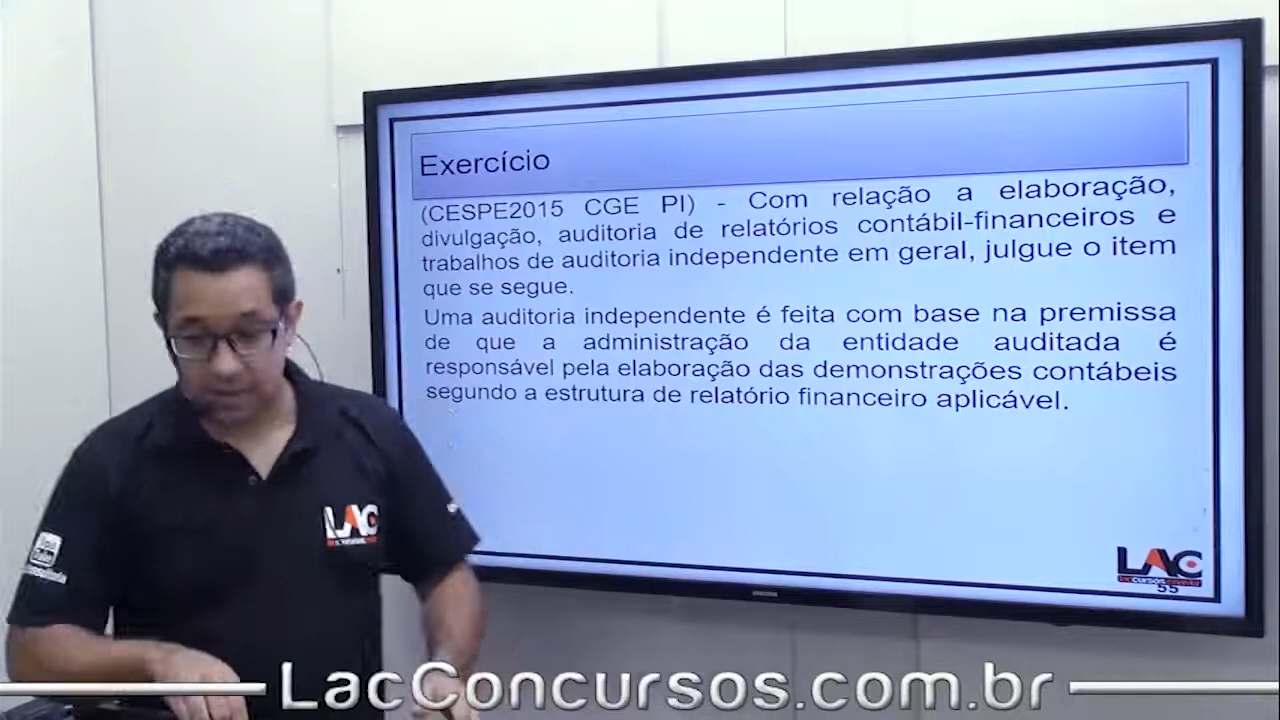 Exercício
(CESPE2015 CGE PI) - Com relação a elaboração,
divulgação, auditoria de relatórios contábil-financeiros e
trabalhos de auditoria independente em geral, julgue o item
que se segue.
Uma auditoria independente é feita com base na premissa
de que a administração da entidade auditada é
responsável pela elaboração das demonstrações contábeis
segundo a estrutura de relatório financeiro aplicável.
LAC
55
SAMSUNG
LAC
LacConcursos.com.br